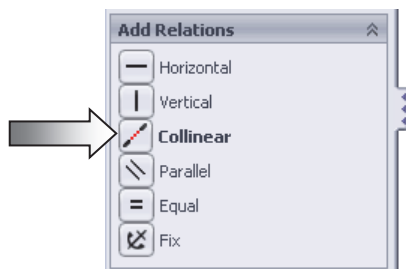 Add Relations
Horizontal
Vertical
Collinear
Parallel
Equal
Fix